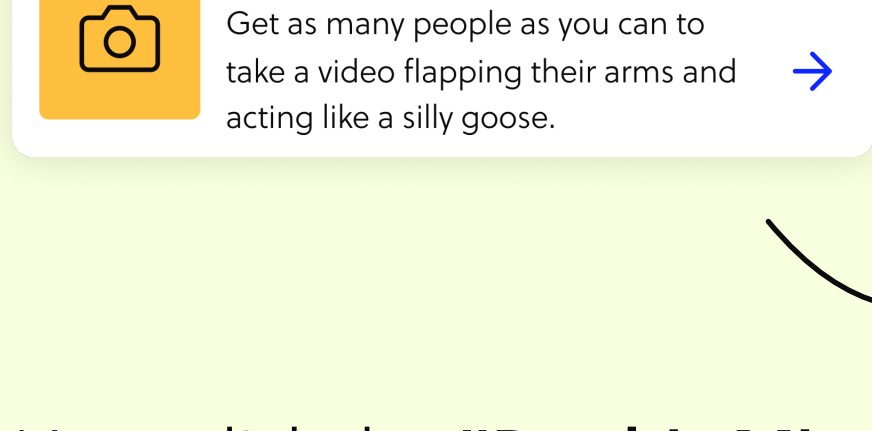 Get as many people as you can to
take a video flapping their arms and
acting like a silly goose.